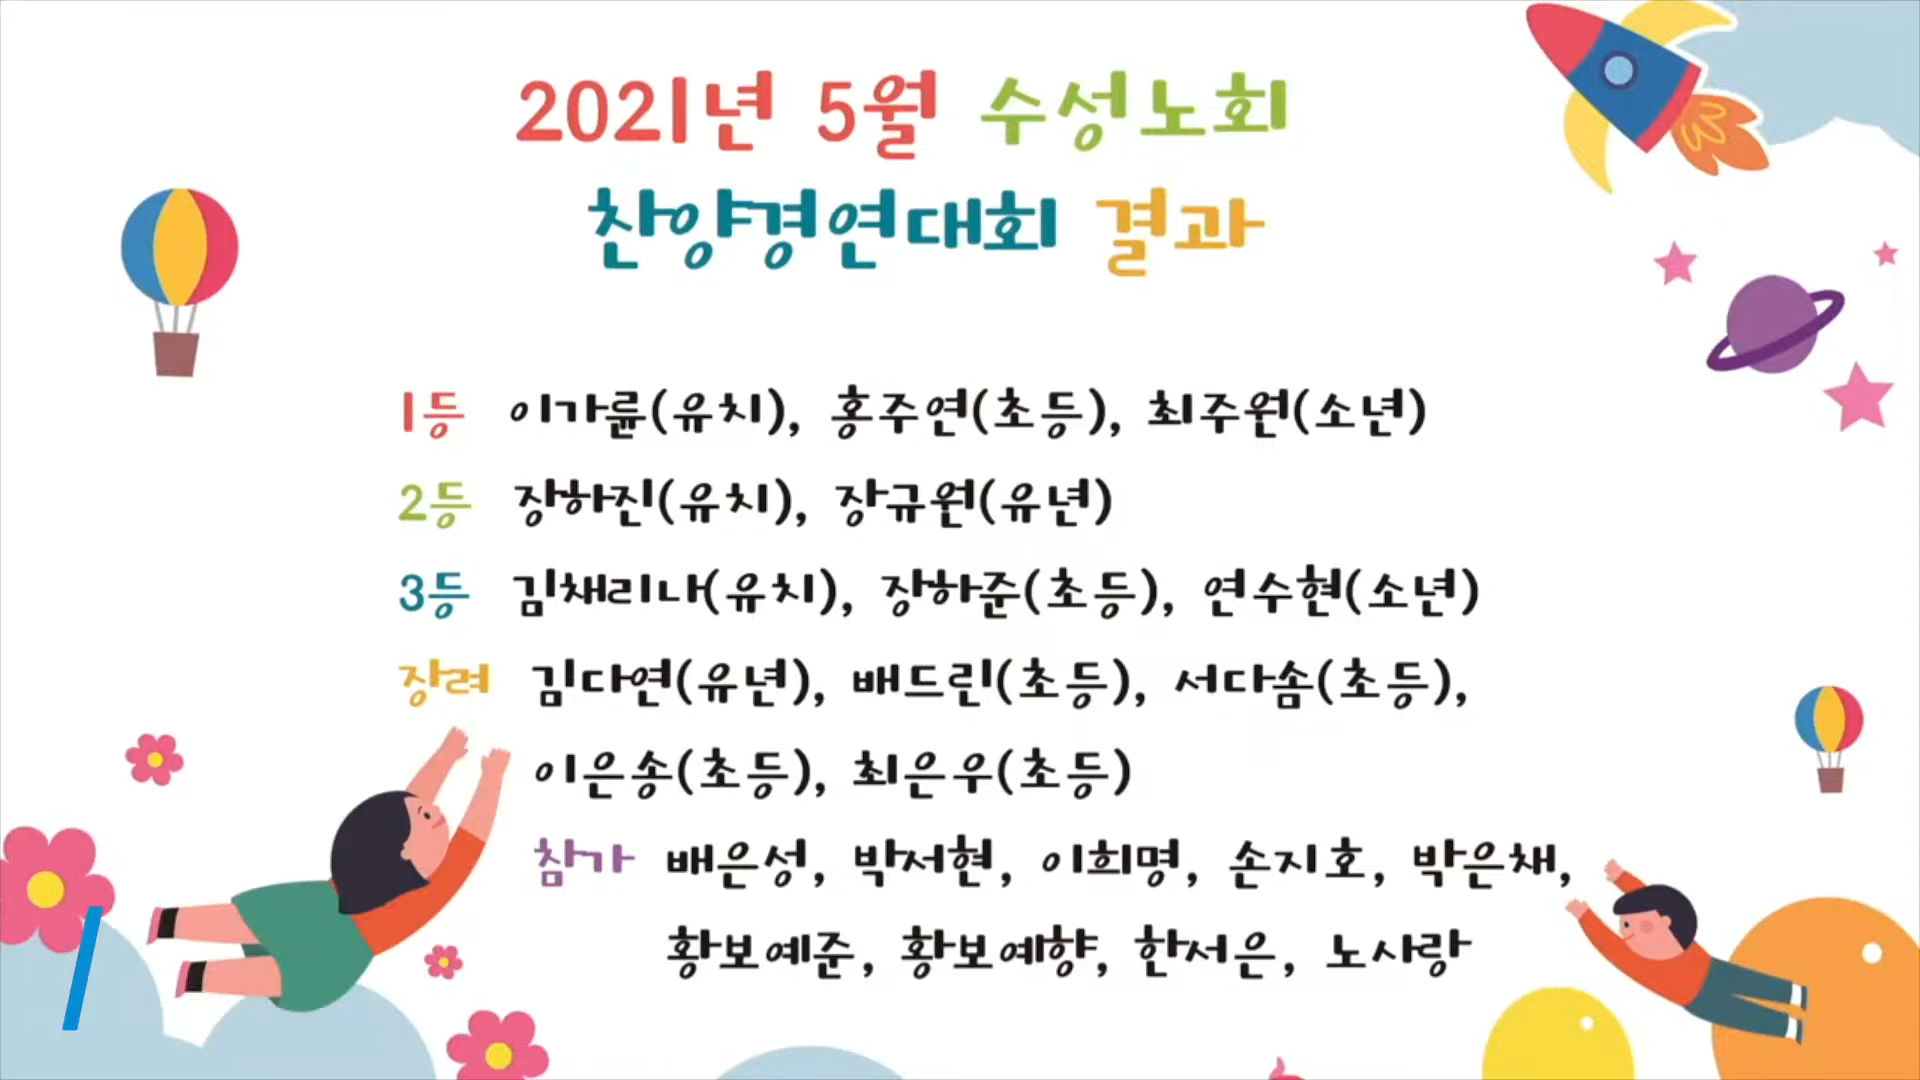 2021년 5월 수성노회
찬양경연대회 결과
1등 이가륜(유치), 홍주연(초등), 최주원(소년)
2등 장하진(유치), 장규원(유년)
3등 김채리나(유치), 장하준(초등), 연수현(소년)
장려 김다연(유년), 배드린(초등), 서다솜(초등),
이은송(초등), 최은우(초등)
참가 배은성, 박서현, 이희명, 손지호, 박은채,
황보예준, 황보예향, 한서은, 노사랑